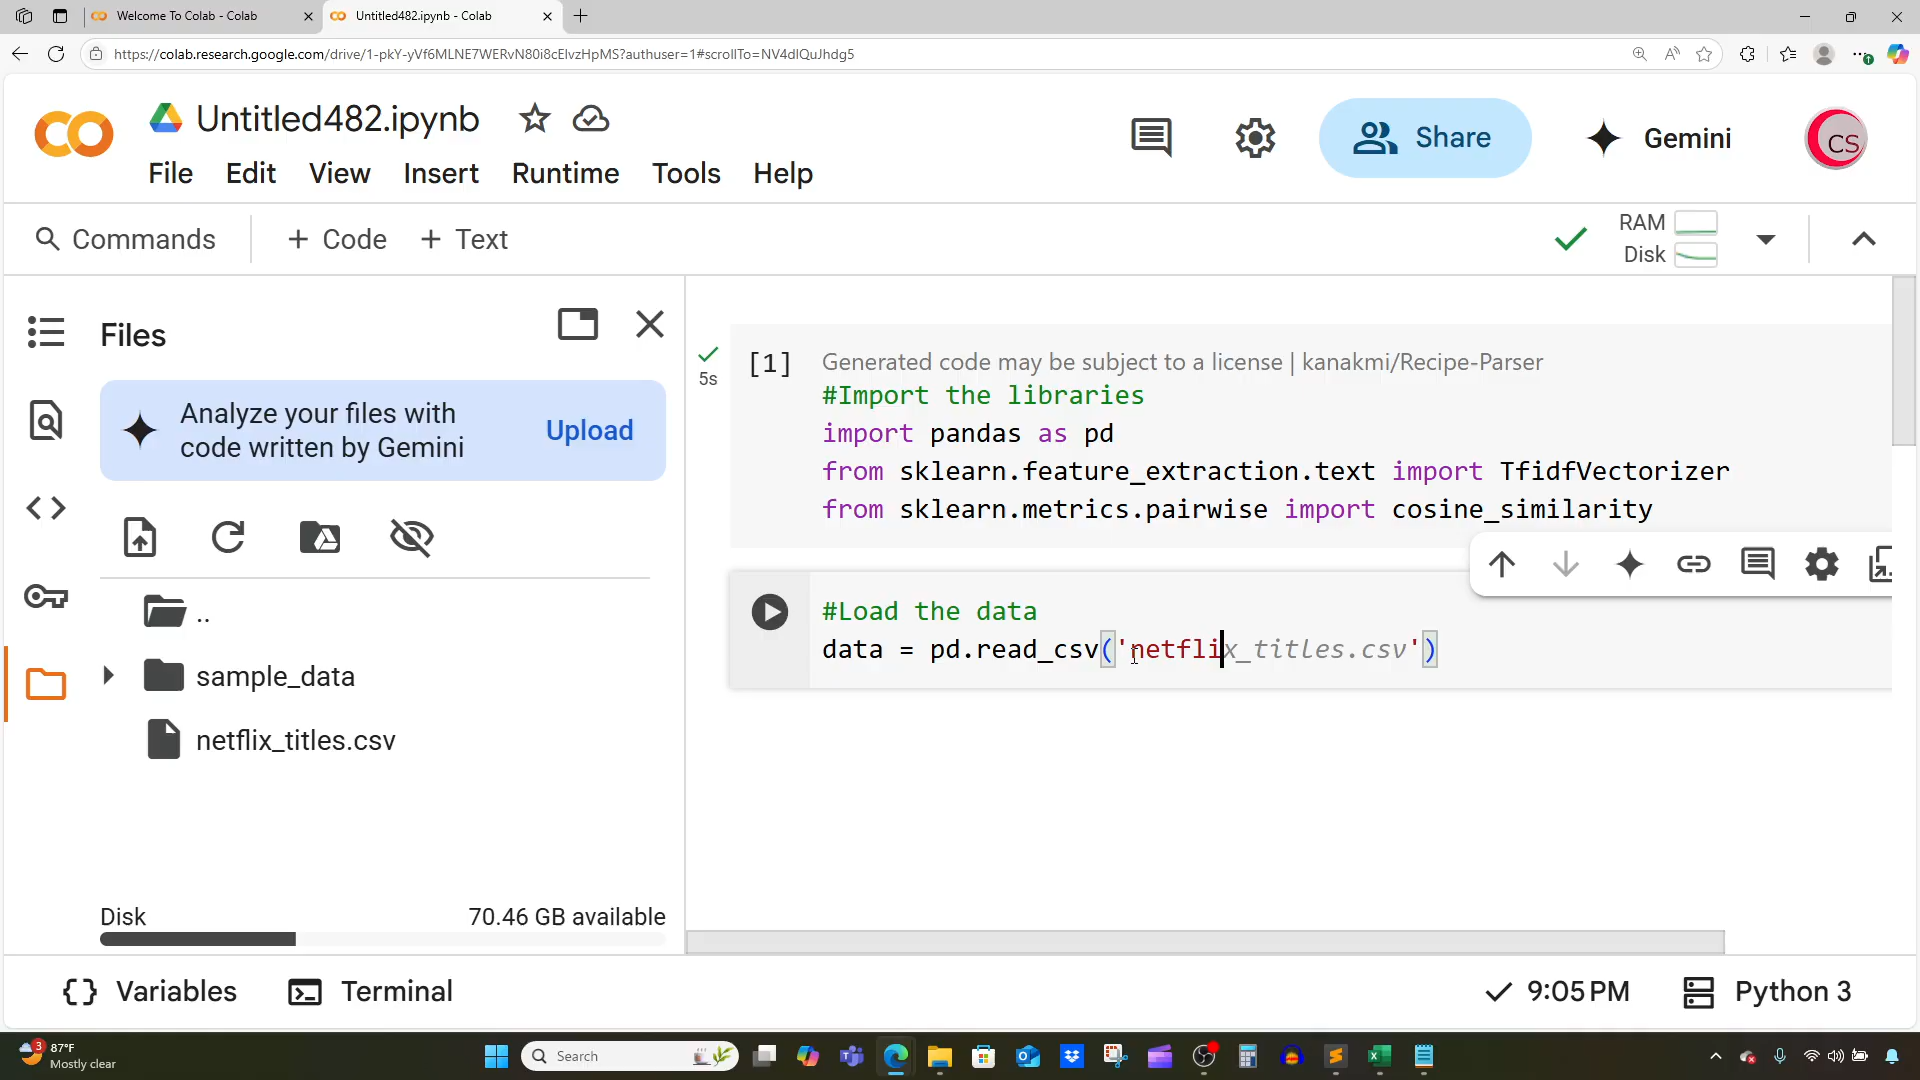 Welcome To Colab - Colab
Untitled482.ipynb - Colab
https://colab.research.google.com/drive/1-pkY-yVf6MLNE7WERvN80i8cElvzHpMS?authuser=1#scrollTo=NV4dlQuJhdg5
Untitled482.ipynb
File Edit View Insert Runtime Tools Help
Share
Gemini
CS
Commands
+ Code + Text
RAM
Disk
Files
Analyze your files with
code written by Gemini
Upload
..
sample_data
netflix_titles.csv
Disk 70.46 GB available
5s
[1]
Generated code may be subject to a license | kanakmi/Recipe-Parser
#Import the libraries
import pandas as pd
from sklearn.feature_extraction.text import TfidfVectorizer
from sklearn.metrics.pairwise import cosine_similarity
#Load the data
data = pd.read_csv('netflix_titles.csv')
{} Variables
Terminal
9:05 PM
Python 3
3
87°F
Mostly clear
Search